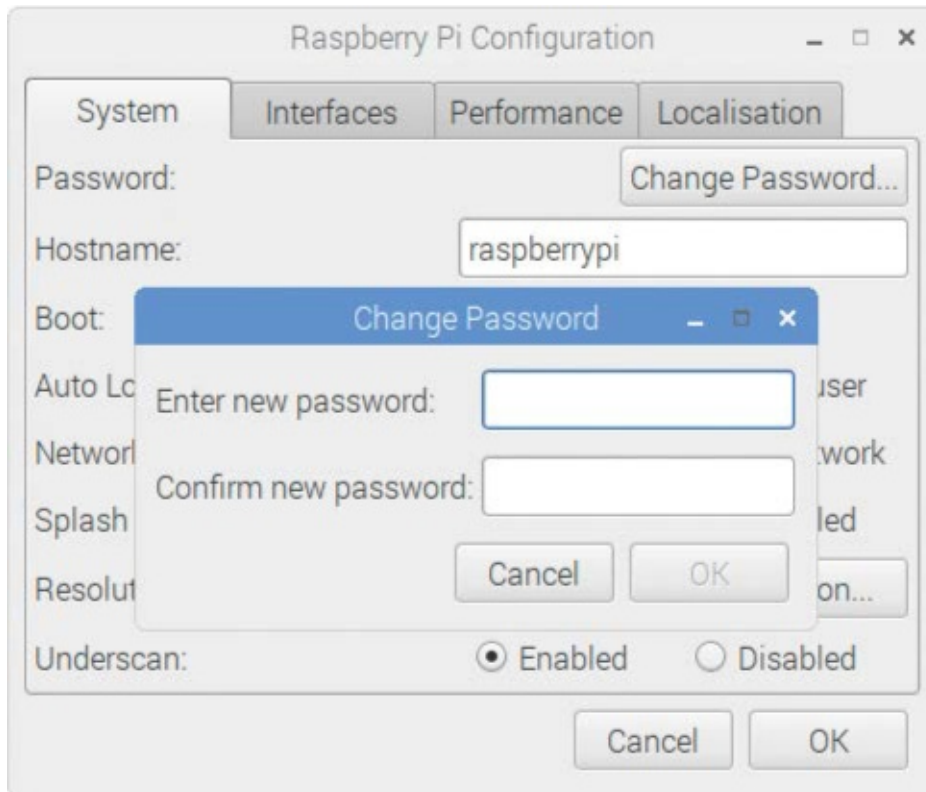 Raspberry Pi Configuration
System Interfaces Performance Localisation
Password: Change Password...
Hostname: raspberrypi
Boot:
Change Password
Auto Lo user
Enter new password:
Network work
Confirm new password:
Splash led
Cancel OK
Resolut on...
Underscan: Enabled Disabled
Cancel OK